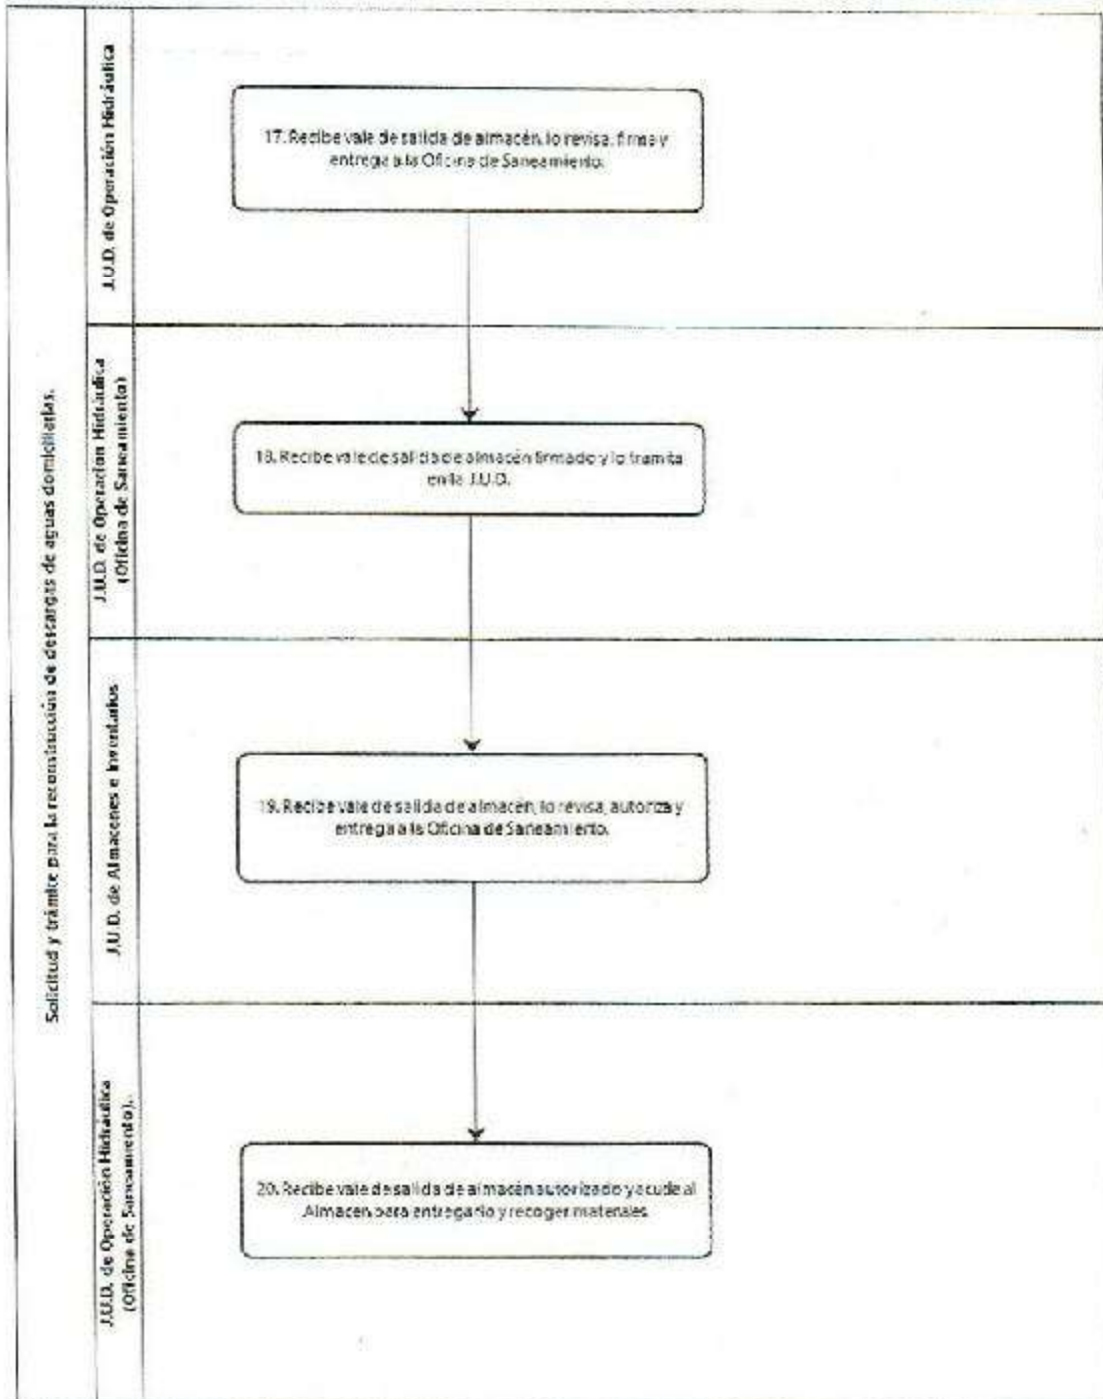 Solicitud y trámite para la reconstrucción de descargas de aguas domiciliarias.
J.U.D. de Operación Hidráulica
17. Recibe vale de salida de almacén, lo revisa, firma y
entrega a la Oficina de Saneamiento.
J.U.D. de Operación Hidráulica
(Oficina de Saneamiento)
18. Recibe vale de salida de almacén firmado y lo tramita
en la J.U.D.
J.U.D. de Almacenes e Inventarios
19. Recibe vale de salida de almacén, lo revisa, autoriza y
entrega a la Oficina de Saneamiento.
J.U.D. de Operación Hidráulica
(Oficina de Saneamiento).
20. Recibe vale de salida de almacén autorizado y acude al
Almacen para entregarlo y recoger materiales